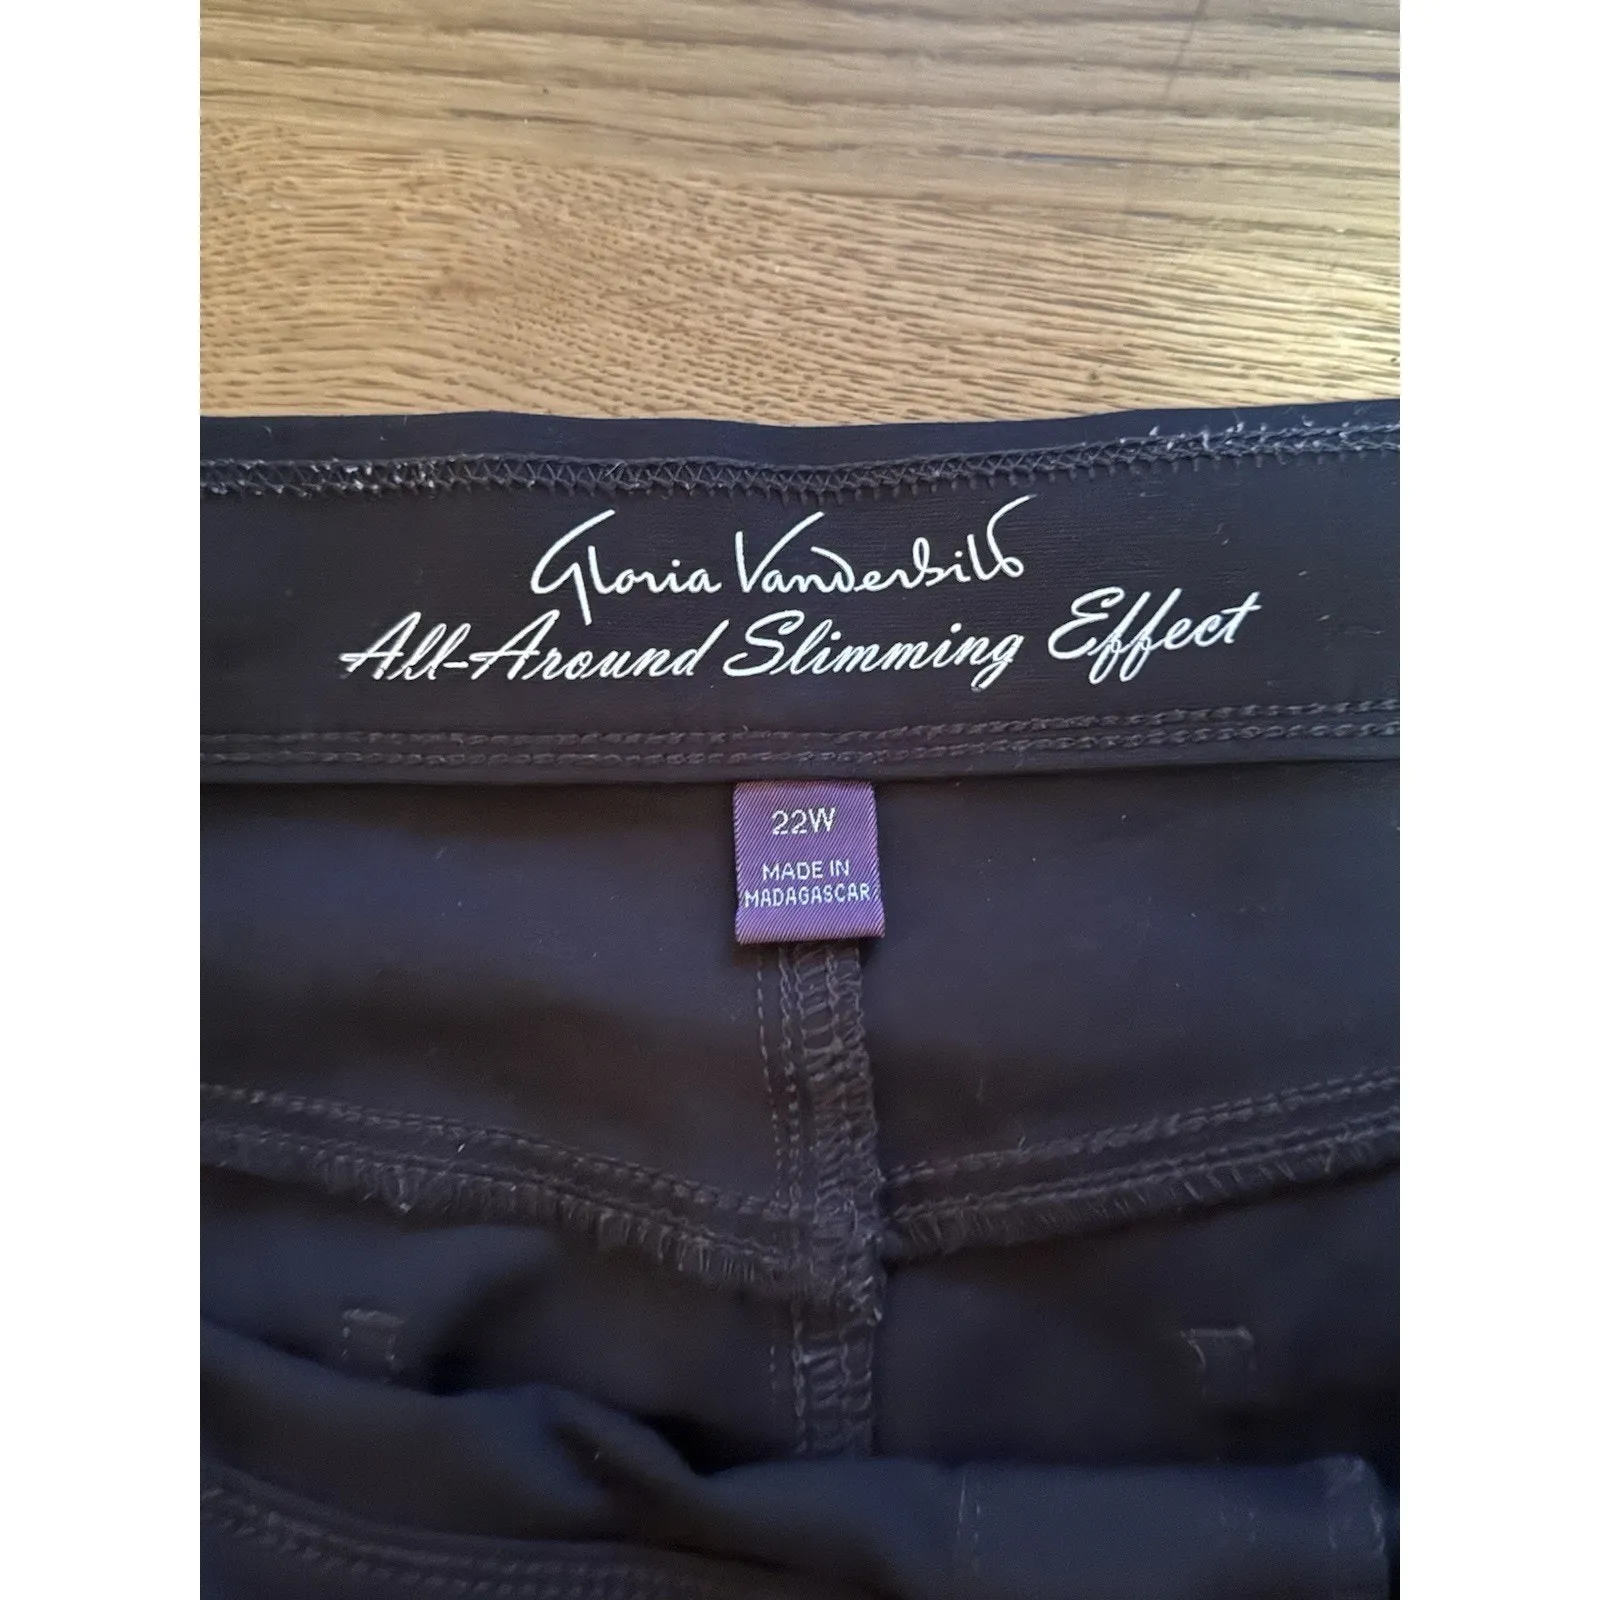 Gloria Vanderbilt
All-Around Slimming Effect
22W
MADE IN
MADAGASCAR